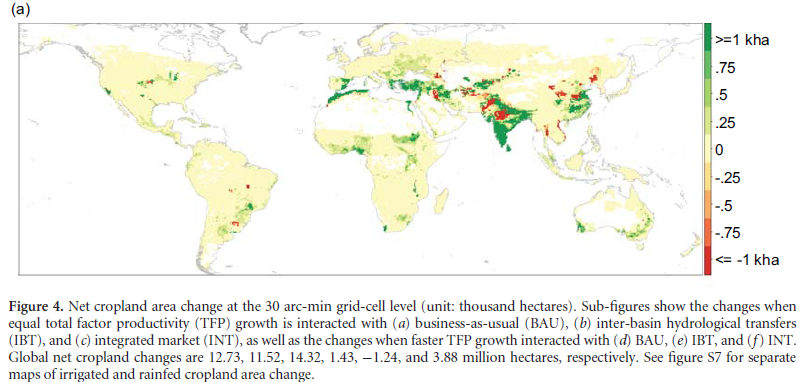 (a)
>=1 kha
.75
.5
.25
0
-.25
-.5
-.75
<= -1 kha
Figure 4. Net cropland area change at the 30 arc-min grid-cell level (unit: thousand hectares). Sub-figures show the changes when
equal total factor productivity (TFP) growth is interacted with (a) business-as-usual (BAU), (b) inter-basin hydrological transfers
(IBT), and (c) integrated market (INT), as well as the changes when faster TFP growth interacted with (d) BAU, (e) IBT, and (f) INT.
Global net cropland changes are 12.73, 11.52, 14.32, 1.43, −1.24, and 3.88 million hectares, respectively. See figure S7 for separate
maps of irrigated and rainfed cropland area change.